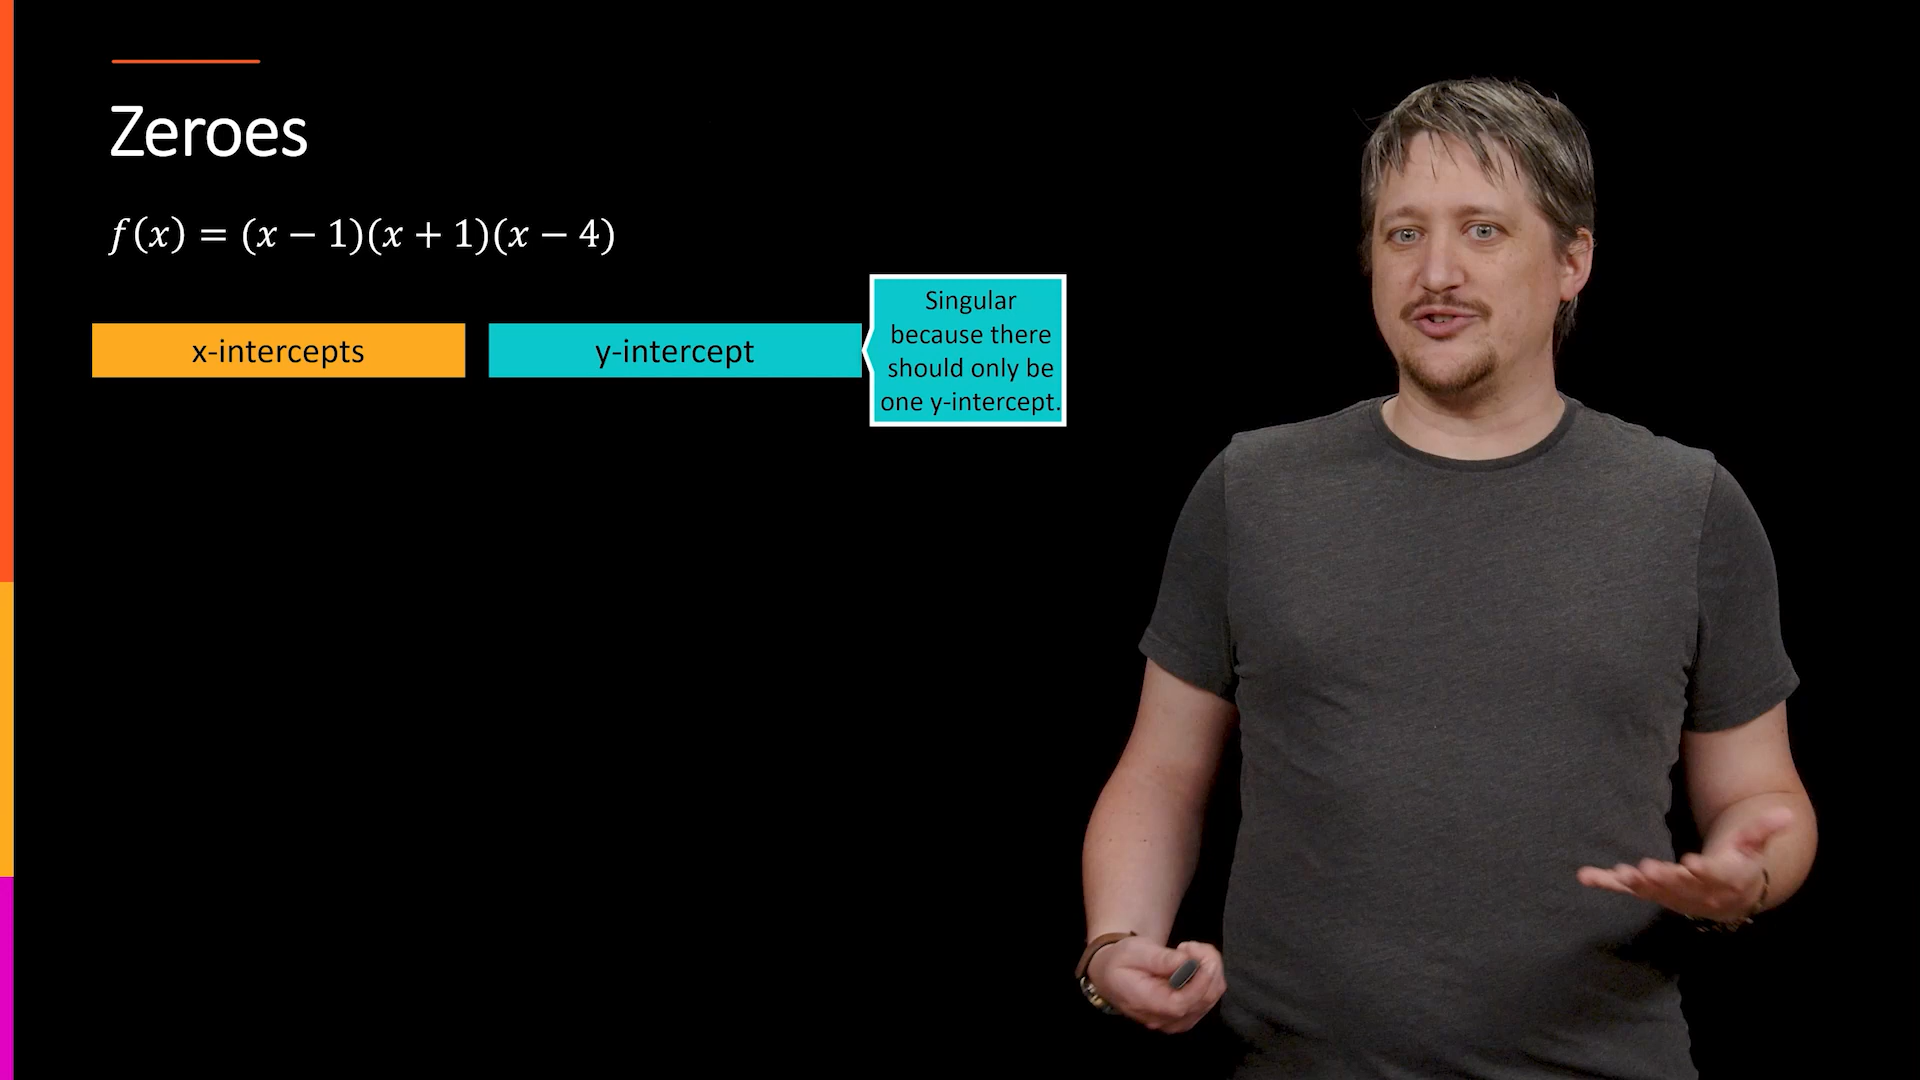 Zeroes
f(x) = (x − 1)(x + 1)(x − 4)
x-intercepts
y-intercept
Singular
because there
should only be
one y-intercept.